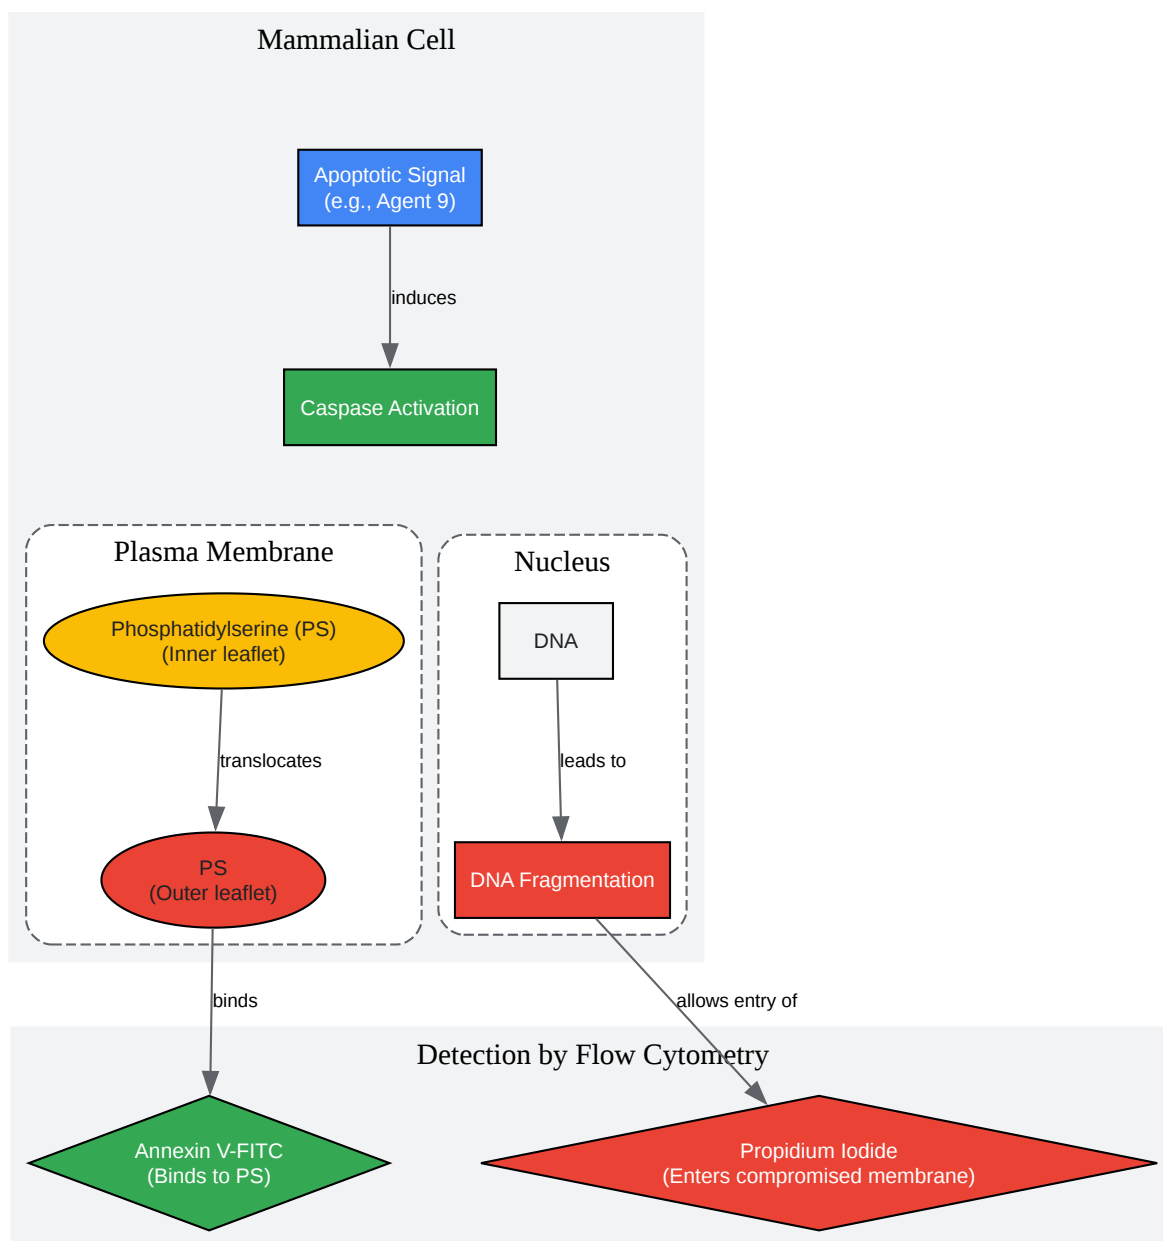 Mammalian Cell
Apoptotic Signal
(e.g., Agent 9)
induces
Caspase Activation
Plasma Membrane
Nucleus
Phosphatidylserine (PS)
(Inner leaflet)
DNA
translocates
leads to
PS
(Outer leaflet)
DNA Fragmentation
binds
allows entry of
Detection by Flow Cytometry
Annexin V-FITC
(Binds to PS)
Propidium Iodide
(Enters compromised membrane)